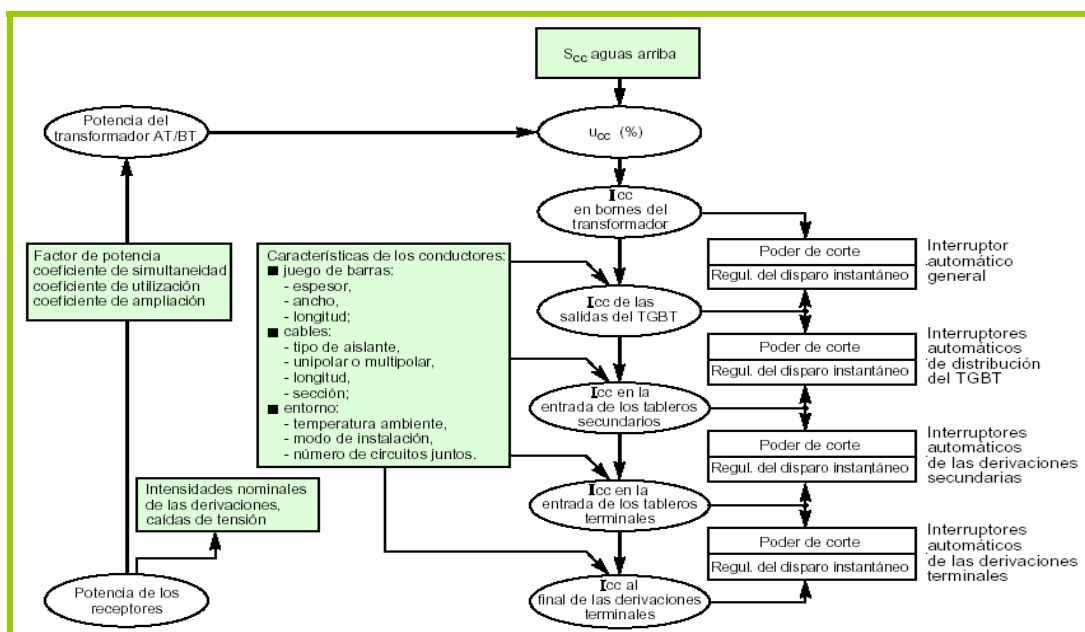 Scc aguas arriba
Potencia del
transformador AT/BT
ucc (%)
Icc
en bornes del
transformador
Factor de potencia
coeficiente de simultaneidad
coeficiente de utilización
coeficiente de ampliación
Características de los conductores:
■ juego de barras:
- espesor,
- ancho,
- longitud;
■ cables:
- tipo de aislante,
- unipolar o multipolar,
- longitud,
- sección;
■ entorno:
- temperatura ambiente,
- modo de instalación,
- número de circuitos juntos.
Poder de corte
Regul. del disparo instantáneo
Interruptor
automático
general
Icc de las
salidas del TGBT
Poder de corte
Regul. del disparo instantáneo
Interruptores
automáticos
de distribución
del TGBT
Icc en la
entrada de los tableros
secundarios
Poder de corte
Regul. del disparo instantáneo
Interruptores
automáticos
de las derivaciones
secundarias
Intensidades nominales
de las derivaciones,
caídas de tensión
Icc en la
entrada de los tableros
terminales
Poder de corte
Regul. del disparo instantáneo
Interruptores
automáticos
de las derivaciones
terminales
Potencia de los
receptores
Icc al
final de las derivaciones
terminales